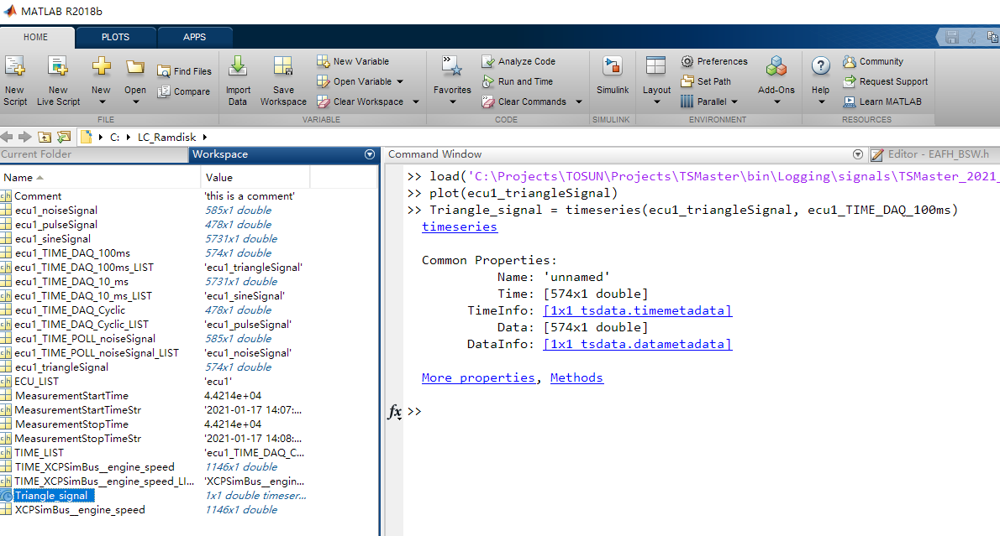 MATLAB R2018b
HOME PLOTS APPS
New Script
New Live Script
New
Open
Find Files
Compare
FILE
Import Data
Save Workspace
New Variable
Open Variable
Clear Workspace
VARIABLE
Favorites
Analyze Code
Run and Time
Clear Commands
CODE
Simulink
SIMULINK
Layout
Preferences
Set Path
Parallel
Add-Ons
ENVIRONMENT
Help
Community
Request Support
Learn MATLAB
RESOURCES
C: LC_Ramdisk
Current Folder
Workspace
Name Value
Comment 'this is a comment'
ecu1_noiseSignal 585x1 double
ecu1_pulseSignal 478x1 double
ecu1_sineSignal 5731x1 double
ecu1_TIME_DAQ_100ms 574x1 double
ecu1_TIME_DAQ_100ms_LIST 'ecu1_triangleSignal'
ecu1_TIME_DAQ_10_ms 5731x1 double
ecu1_TIME_DAQ_10_ms_LIST 'ecu1_sineSignal'
ecu1_TIME_DAQ_Cyclic 478x1 double
ecu1_TIME_DAQ_Cyclic_LIST 'ecu1_pulseSignal'
ecu1_TIME_POLL_noiseSignal 585x1 double
ecu1_TIME_POLL_noiseSignal_LIST 'ecu1_noiseSignal'
ecu1_triangleSignal 574x1 double
ECU_LIST 'ecu1'
MeasurementStartTime 4.4214e+04
MeasurementStartTimeStr '2021-01-17 14:07:...
MeasurementStopTime 4.4214e+04
MeasurementStopTimeStr '2021-01-17 14:08:...
TIME_LIST 'ecu1_TIME_DAQ_C...
TIME_XCPSimBus__engine_speed 1146x1 double
TIME_XCPSimBus__engine_speed_LI... 'XCPSimBus__engin...
Triangle_signal 1x1 double timeser...
XCPSimBus__engine_speed 1146x1 double
Command Window
Editor - EAFH_BSW.h
>> load('C:\Projects\TOSUN\Projects\TSMaster\bin\Logging\signals\TSMaster_2021_
>> plot(ecu1_triangleSignal)
>> Triangle_signal = timeseries(ecu1_triangleSignal, ecu1_TIME_DAQ_100ms)
timeseries
Common Properties:
Name: 'unnamed'
Time: [574x1 double]
TimeInfo: [1x1 tsdata.timemetadata]
Data: [574x1 double]
DataInfo: [1x1 tsdata.datametadata]
More properties, Methods
fx >>